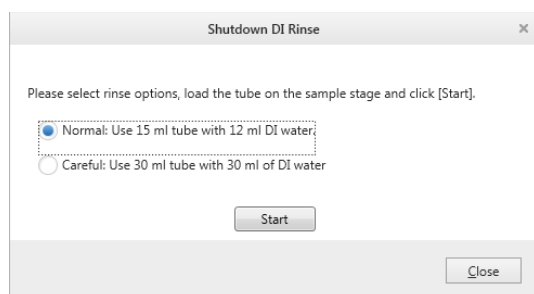 Shutdown DI Rinse
Please select rinse options, load the tube on the sample stage and click [Start].
Normal: Use 15 ml tube with 12 ml DI water.
Careful: Use 30 ml tube with 30 ml of DI water
Start
Close